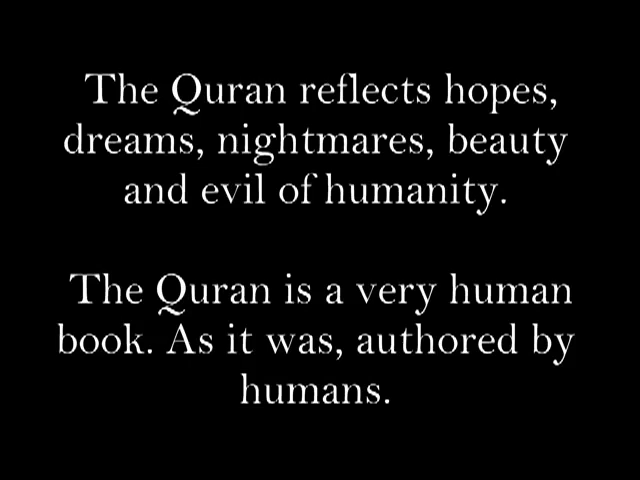 The Quran reflects hopes,
dreams, nightmares, beauty
and evil of humanity.
The Quran is a very human
book. As it was, authored by
humans.